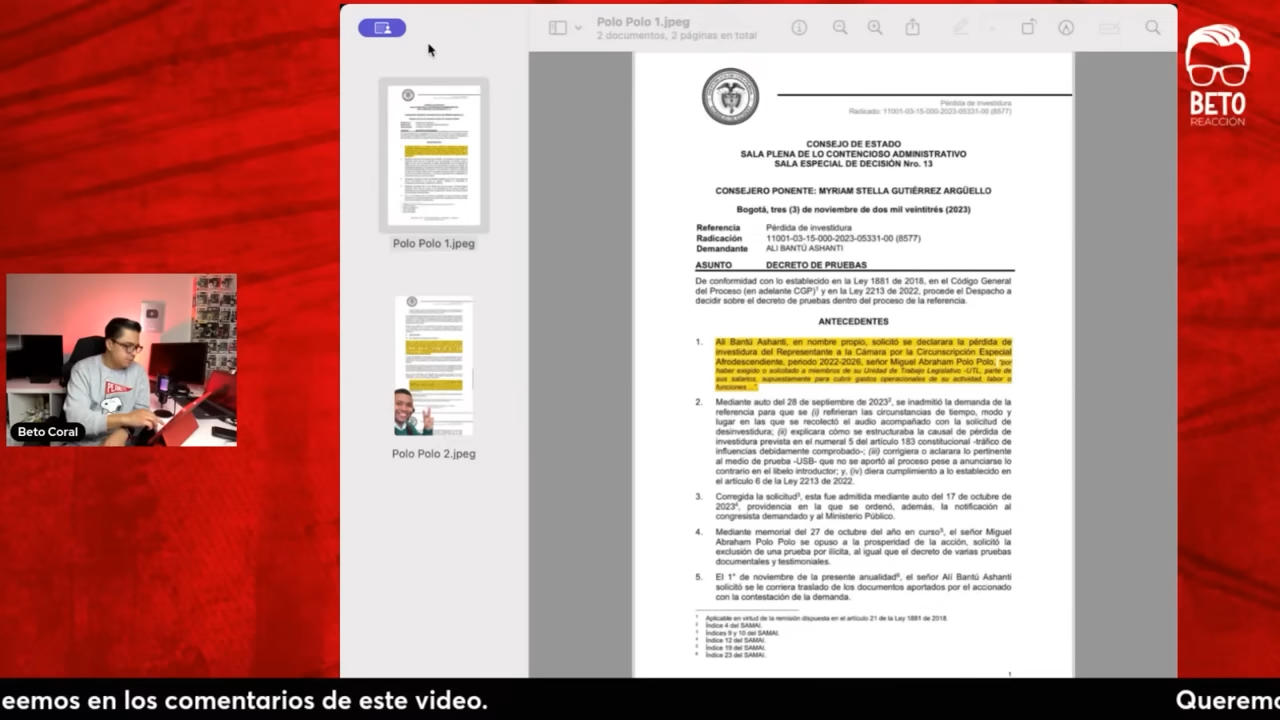 Polo Polo 1.jpeg
2 documentos, 2 páginas en total
BETO
REACCIÓN
Polo Polo 1.jpeg
Polo Polo 2.jpeg
Beto Coral
Pérdida de investidura
Radicado: 11001-03-15-000-2023-05331-00 (8577)
CONSEJO DE ESTADO
SALA PLENA DE LO CONTENCIOSO ADMINISTRATIVO
SALA ESPECIAL DE DECISIÓN Nro. 13
CONSEJERO PONENTE: MYRIAM STELLA GUTIÉRREZ ARGÜELLO
Bogotá, tres (3) de noviembre de dos mil veintitrés (2023)
Referencia Pérdida de investidura
Radicación 11001-03-15-000-2023-05331-00 (8577)
Demandante ALI BANTÚ ASHANTI
ASUNTO DECRETO DE PRUEBAS
De conformidad con lo establecido en la Ley 1881 de 2018, en el Código General
del Proceso (en adelante CGP)¹ y en la Ley 2213 de 2022, procede el Despacho a
decidir sobre el decreto de pruebas dentro del proceso de la referencia.
ANTECEDENTES
1. Ali Bantú Ashanti, en nombre propio, solicitó se declarara la pérdida de
investidura del Representante a la Cámara por la Circunscripción Especial
Afrodescendiente, periodo 2022-2026, señor Miguel Abraham Polo Polo, "por
haber exigido o solicitado a miembros de su Unidad de Trabajo Legislativo -UTL, parte de
sus salarios, supuestamente para cubrir gastos operacionales de su actividad, labor o
funciones ...".
2. Mediante auto del 28 de septiembre de 2023², se inadmitió la demanda de la
referencia para que se (i) refirieran las circunstancias de tiempo, modo y
lugar en las que se recolectó el audio acompañado con la solicitud de
desinvestidura; (ii) explicara cómo se estructuraba la causal de pérdida de
investidura prevista en el numeral 5 del artículo 183 constitucional -tráfico de
influencias debidamente comprobado-; (iii) corrigiera o aclarara lo pertinente
al medio de prueba -USB- que no se aportó al proceso pese a anunciarse lo
contrario en el libelo introductor; y, (iv) diera cumplimiento a lo establecido en
el artículo 6 de la Ley 2213 de 2022.
3. Corregida la solicitud³, esta fue admitida mediante auto del 17 de octubre de
2023⁴, providencia en la que se ordenó, además, la notificación al
congresista demandado y al Ministerio Público.
4. Mediante memorial del 27 de octubre del año en curso⁵, el señor Miguel
Abraham Polo Polo se opuso a la prosperidad de la acción, solicitó la
exclusión de una prueba por ilícita, al igual que el decreto de varias pruebas
documentales y testimoniales.
5. El 1° de noviembre de la presente anualidad⁶, el señor Alí Bantú Ashanti
solicitó se le corriera traslado de los documentos aportados por el accionado
con la contestación de la demanda.
¹ Aplicable en virtud de la remisión dispuesta en el artículo 21 de la Ley 1881 de 2018.
² Índice 4 del SAMAI.
³ Índices 9 y 10 del SAMAI.
⁴ Índice 12 del SAMAI.
⁵ Índice 19 del SAMAI.
⁶ Índice 23 del SAMAI.
1
eemos en los comentarios de este video.
Querem